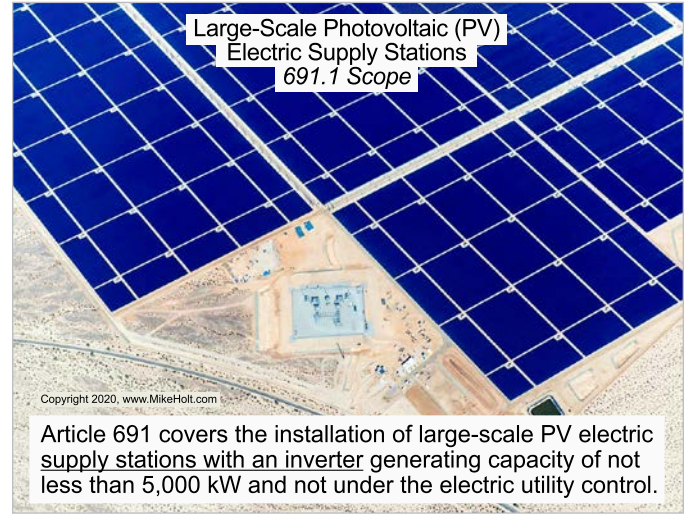 Large-Scale Photovoltaic (PV)
Electric Supply Stations
691.1 Scope
Copyright 2020, www.MikeHolt.com
Article 691 covers the installation of large-scale PV electric
supply stations with an inverter generating capacity of not
less than 5,000 kW and not under the electric utility control.